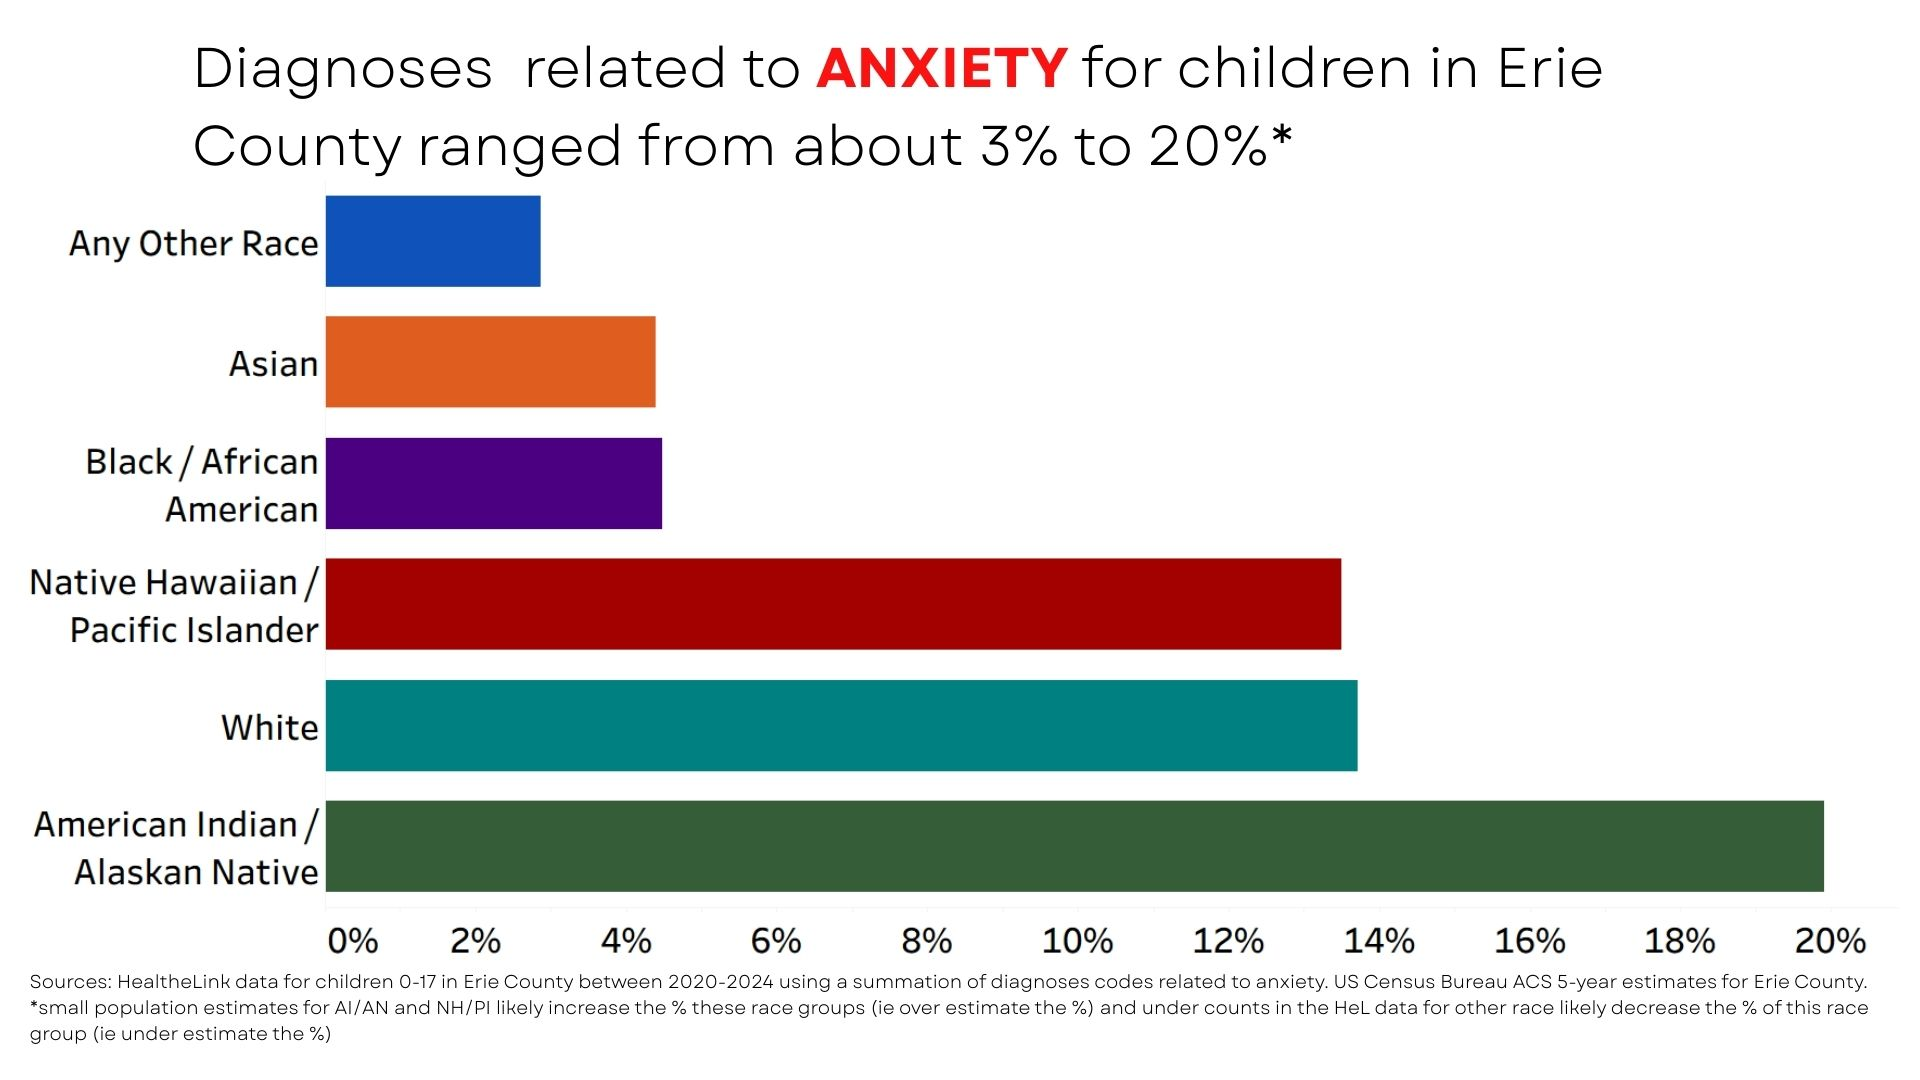 Diagnoses  related to ANXIETY for children in Erie
County ranged from about 3% to 20%*
Any Other Race
Asian
Black / African
American
Native Hawaiian /
Pacific Islander
White
American Indian /
Alaskan Native
0% 2% 4% 6% 8% 10% 12% 14% 16% 18% 20%
Sources: HealtheLink data for children 0-17 in Erie County between 2020-2024 using a summation of diagnoses codes related to anxiety. US Census Bureau ACS 5-year estimates for Erie County.
*small population estimates for AI/AN and NH/PI likely increase the % these race groups (ie over estimate the %) and under counts in the HeL data for other race likely decrease the % of this race
group (ie under estimate the %)